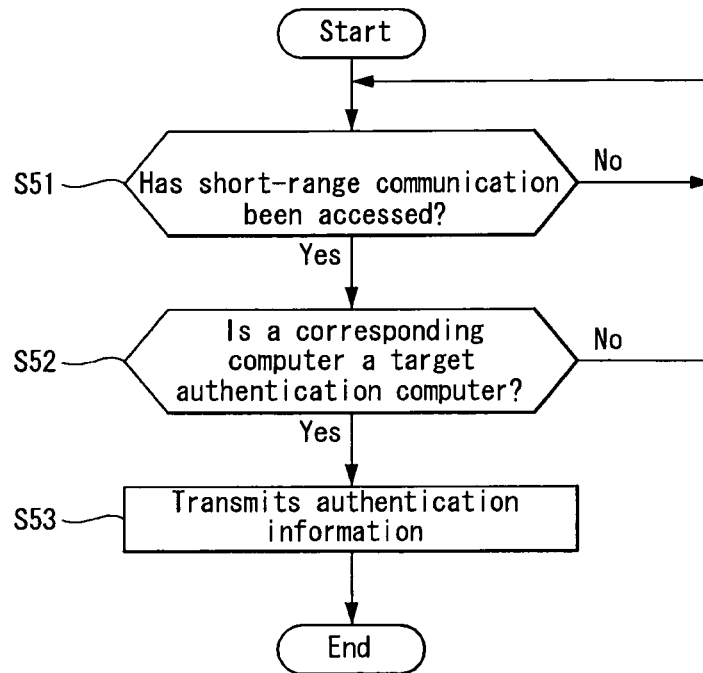 Start
S51
Has short-range communication
been accessed?
No
Yes
S52
Is a corresponding
computer a target
authentication computer?
No
Yes
S53
Transmits authentication
information
End